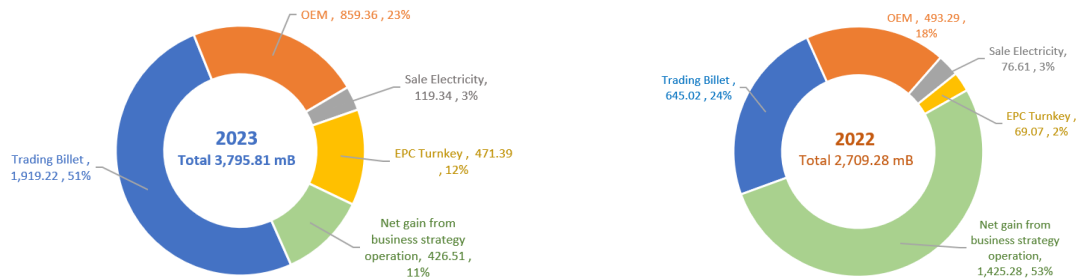 OEM , 859.36 , 23%
Sale Electricity,
119.34 , 3%
2023
Total 3,795.81 mB
Trading Billet ,
1,919.22 , 51%
EPC Turnkey , 471.39
, 12%
Net gain from
business strategy
operation, 426.51,
11%
OEM , 493.29
, 18%
Sale Electricity,
76.61 , 3%
Trading Billet ,
645.02 , 24%
EPC Turnkey ,
69.07 , 2%
2022
Total 2,709.28 mB
Net gain from
business strategy
operation,
1,425.28 , 53%